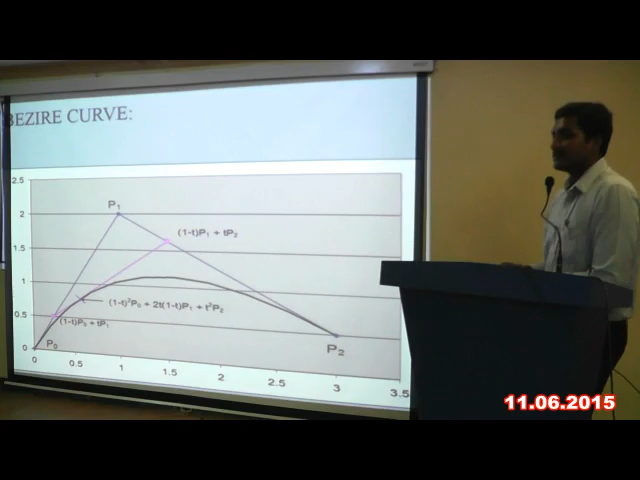 BEZIRE CURVE:
2.5
P1
2
(1-t)P1 + tP2
1.5
1
(1-t)²P0 + 2t(1-t)P1 + t²P2
0.5
(1-t)P0 + tP1
P0
P2
0
0 0.5 1 1.5 2 2.5 3 3.5
11.06.2015